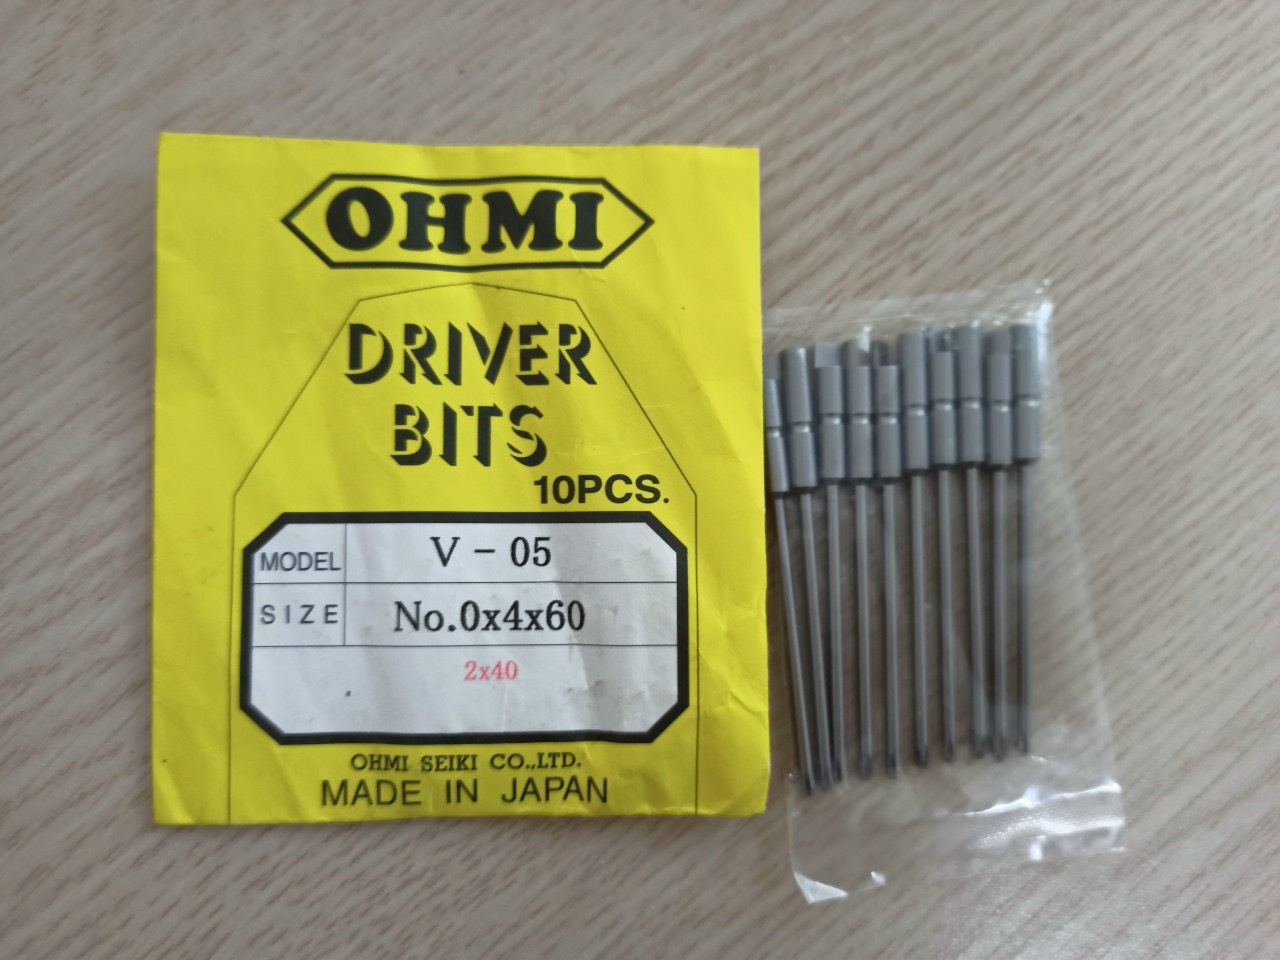 OHMI
DRIVER
BITS
10PCS.
MODEL V - 05
SIZE No.0x4x60
2x40
OHMI SEIKI CO.,LTD.
MADE IN JAPAN